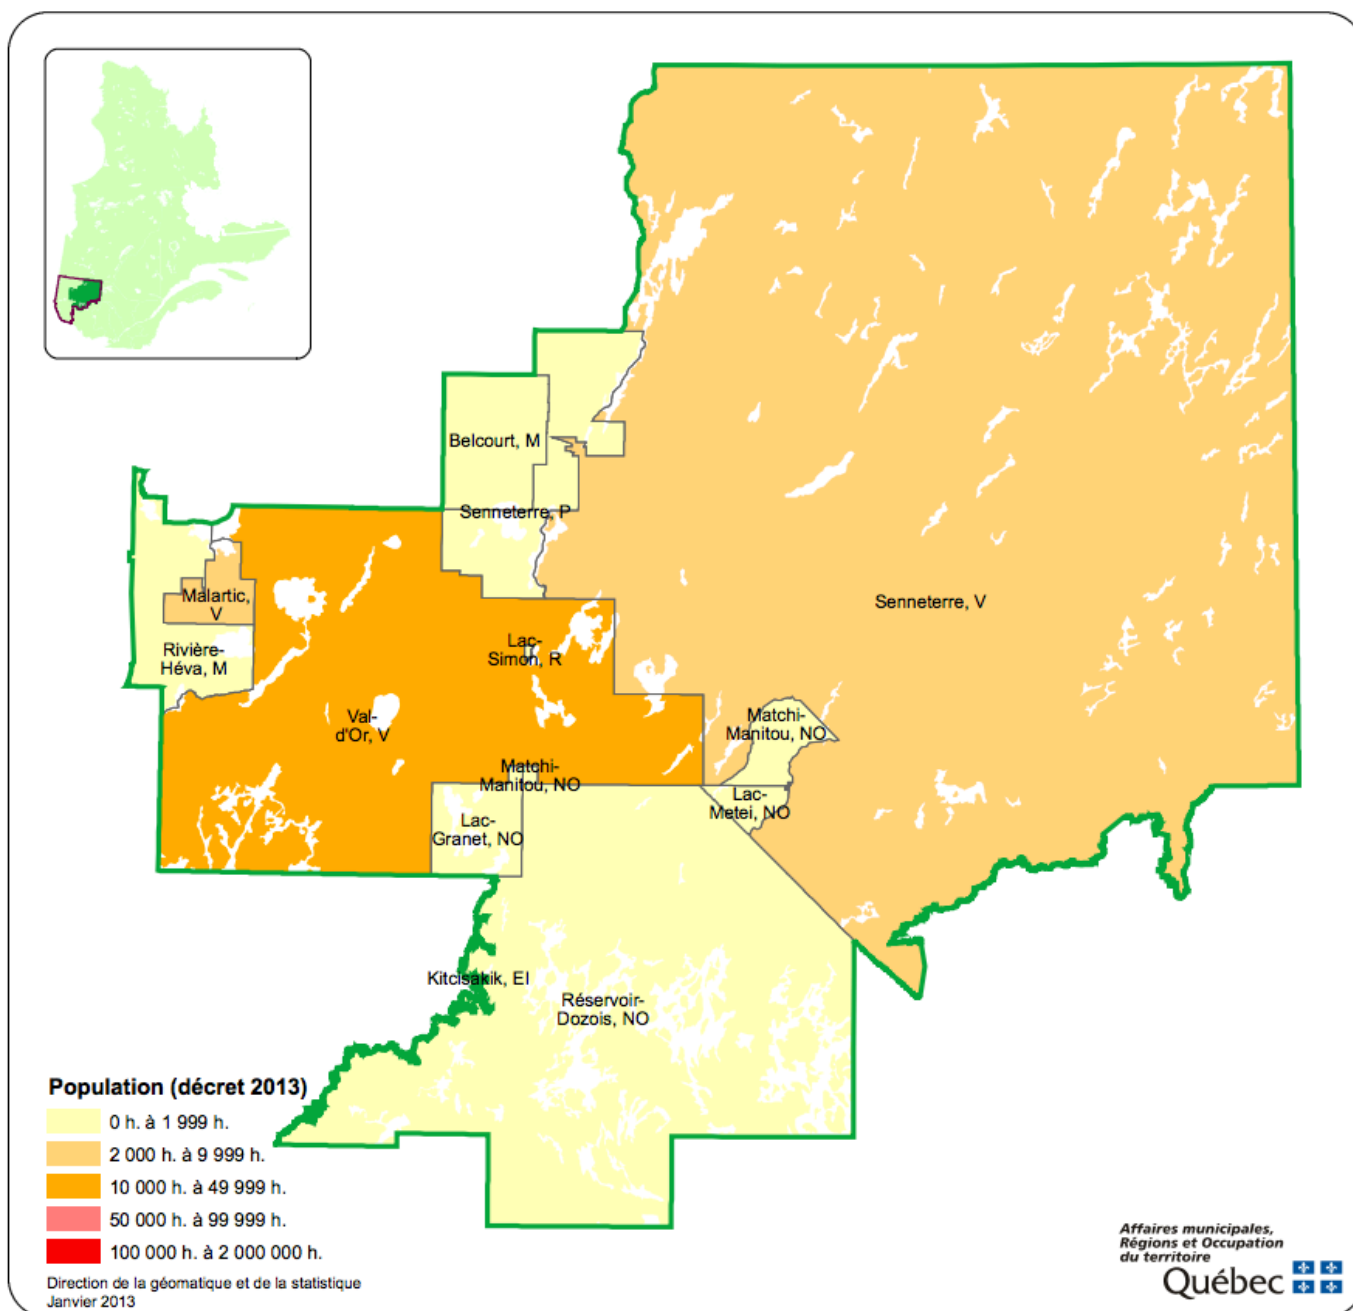 Belcourt, M
Senneterre, P
Malartic,
V
Rivière-
Héva, M
Lac-
Simon, R
Senneterre, V
Val-
d'Or, V
Matchi-
Manitou, NO
Matchi-
Manitou, NO
Lac-
Metei, NO
Lac-
Granet, NO
Kitcisakik, EI
Réservoir-
Dozois, NO
Population (décret 2013)
0 h. à 1 999 h.
2 000 h. à 9 999 h.
10 000 h. à 49 999 h.
50 000 h. à 99 999 h.
100 000 h. à 2 000 000 h.
Direction de la géomatique et de la statistique
Janvier 2013
Affaires municipales,
Régions et Occupation
du territoire
Québec